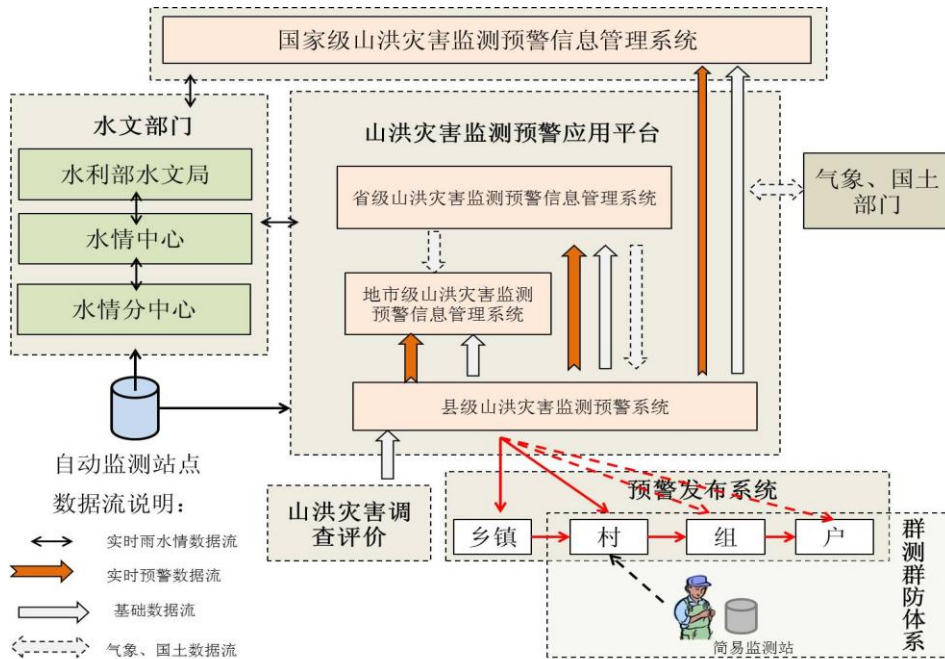 国家级山洪灾害监测预警信息管理系统
水文部门
水利部水文局
水情中心
水情分中心
自动监测站点
山洪灾害监测预警应用平台
省级山洪灾害监测预警信息管理系统
地市级山洪灾害监测
预警信息管理系统
县级山洪灾害监测预警系统
气象、国土
部门
山洪灾害调
查评价
预警发布系统
乡镇
村
组
户
群测群防体系
简易监测站
数据流说明：
实时雨水情数据流
实时预警数据流
基础数据流
气象、国土数据流